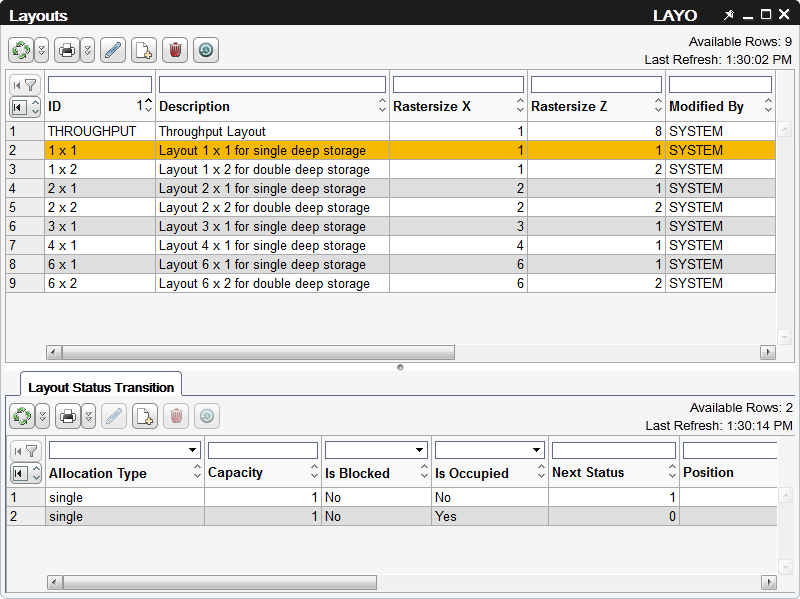 Layouts LAYO
Available Rows: 9
Last Refresh: 1:30:02 PM
ID 1 Description Rastersize X Rastersize Z Modified By
1 THROUGHPUT Throughput Layout 1 8 SYSTEM
2 1 x 1 Layout 1 x 1 for single deep storage 1 1 SYSTEM
3 1 x 2 Layout 1 x 2 for double deep storage 1 2 SYSTEM
4 2 x 1 Layout 2 x 1 for single deep storage 2 1 SYSTEM
5 2 x 2 Layout 2 x 2 for double deep storage 2 2 SYSTEM
6 3 x 1 Layout 3 x 1 for single deep storage 3 1 SYSTEM
7 4 x 1 Layout 4 x 1 for single deep storage 4 1 SYSTEM
8 6 x 1 Layout 6 x 1 for single deep storage 6 1 SYSTEM
9 6 x 2 Layout 6 x 2 for double deep storage 6 2 SYSTEM
Layout Status Transition
Available Rows: 2
Last Refresh: 1:30:14 PM
Allocation Type Capacity Is Blocked Is Occupied Next Status Position
1 single 1 No No 1
2 single 1 No Yes 0